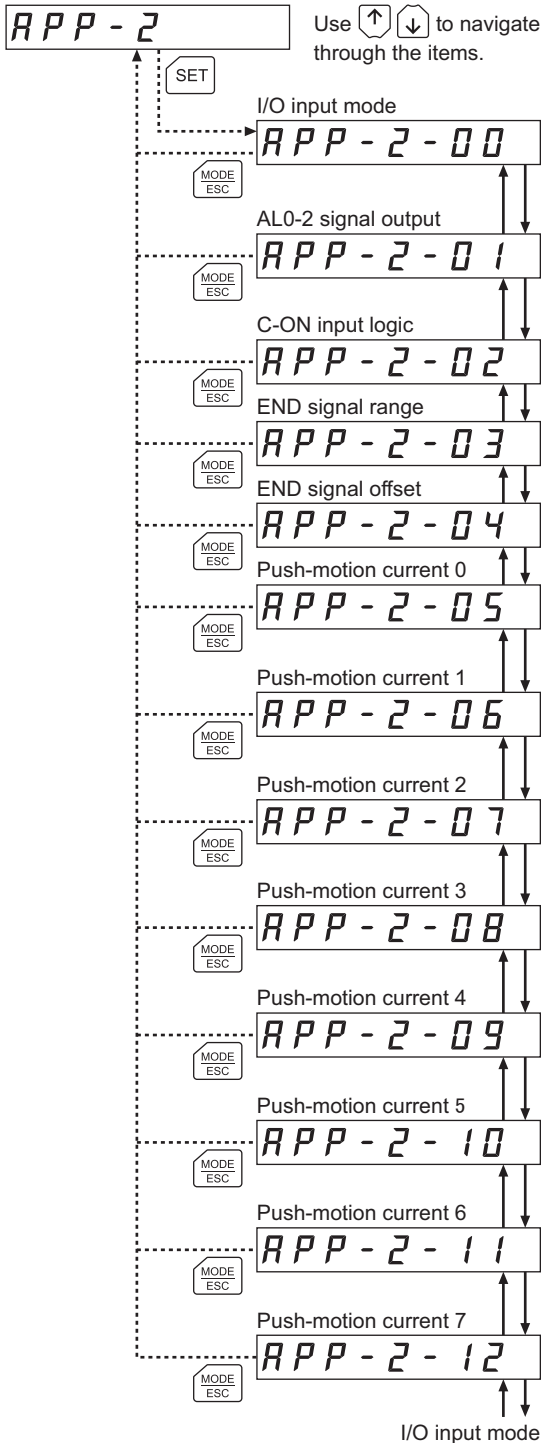 APP-2
Use ↑ ↓ to navigate
through the items.
SET
I/O input mode
APP-2-00
MODE
ESC
AL0-2 signal output
APP-2-01
MODE
ESC
C-ON input logic
APP-2-02
MODE
ESC
END signal range
APP-2-03
MODE
ESC
END signal offset
APP-2-04
MODE
ESC
Push-motion current 0
APP-2-05
MODE
ESC
Push-motion current 1
APP-2-06
MODE
ESC
Push-motion current 2
APP-2-07
MODE
ESC
Push-motion current 3
APP-2-08
MODE
ESC
Push-motion current 4
APP-2-09
MODE
ESC
Push-motion current 5
APP-2-10
MODE
ESC
Push-motion current 6
APP-2-11
MODE
ESC
Push-motion current 7
APP-2-12
MODE
ESC
I/O input mode